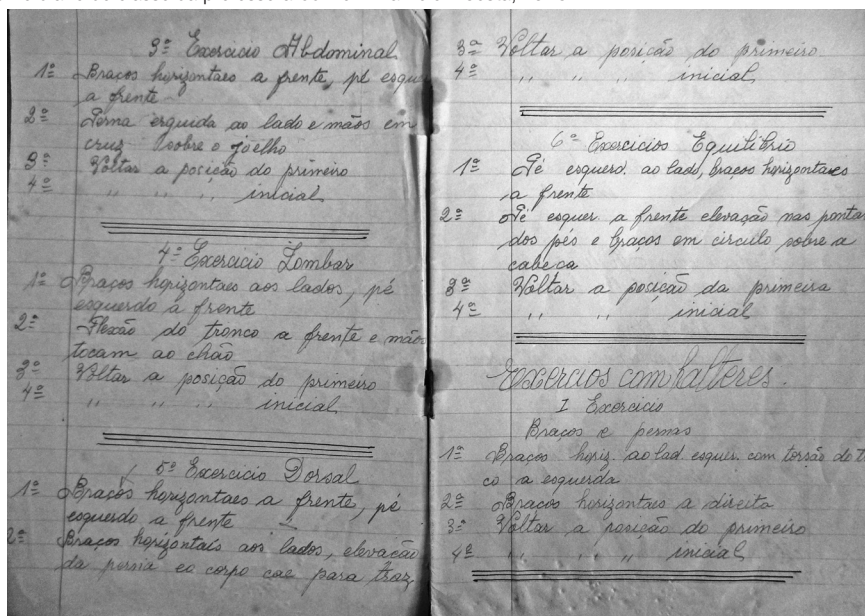 3º Exercicio Abdominal
1º Braços horizontaes a frente, pé esque
a frente
2º Perna erguida ao lado e mãos em
cruz sobre o joelho
3º Voltar a posição do primeiro
4º " " " inicial
4º Exercicio Lombar
1º Braços horizontaes aos lados, pé
esquerdo a frente
2º Flexão do tronco a frente e mãos
tocam ao chão
3º Voltar a posição do primeiro
4º " " " inicial
5º Exercicio Dorsal
1º Braços horizontaes a frente, pé
esquerdo a frente
2º Braços horizontais aos lados, elevação
da perna eo corpo cae para traz
3º Voltar a posição do primeiro
4º " " " inicial
6º Exercicios Equilibrio
1º Pé esquerd. ao lado, braços horizontaes
a frente
2º Pé esquer. a frente elevação nas pontas
dos pés e braços em circulo sobre a
cabeça
3º Voltar a posição da primeira
4º " " inicial
Exercios com halteres.
I Exercicio
Braços e pernas
1º Braços horiz. ao lad. esquer. com torsão do t
co a esquerda
2º Braços horizontaes a direita
3º Voltar a posição do primeiro
4º " " " inicial